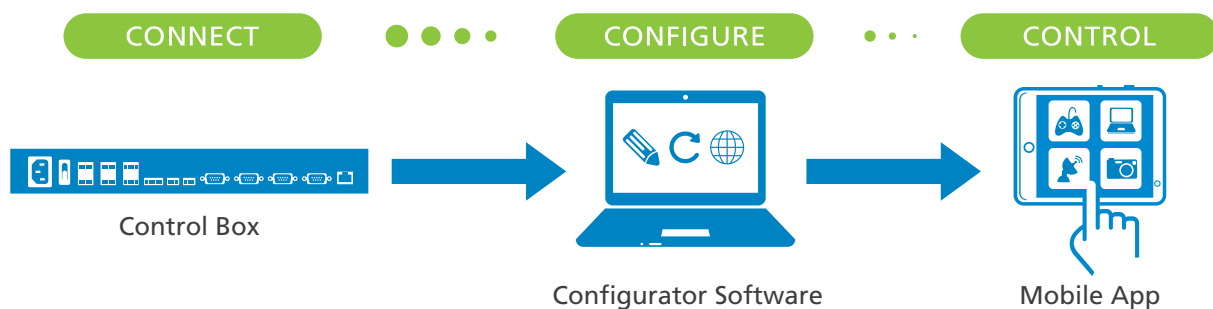 CONNECT
CONFIGURE
CONTROL
Control Box
Configurator Software
Mobile App